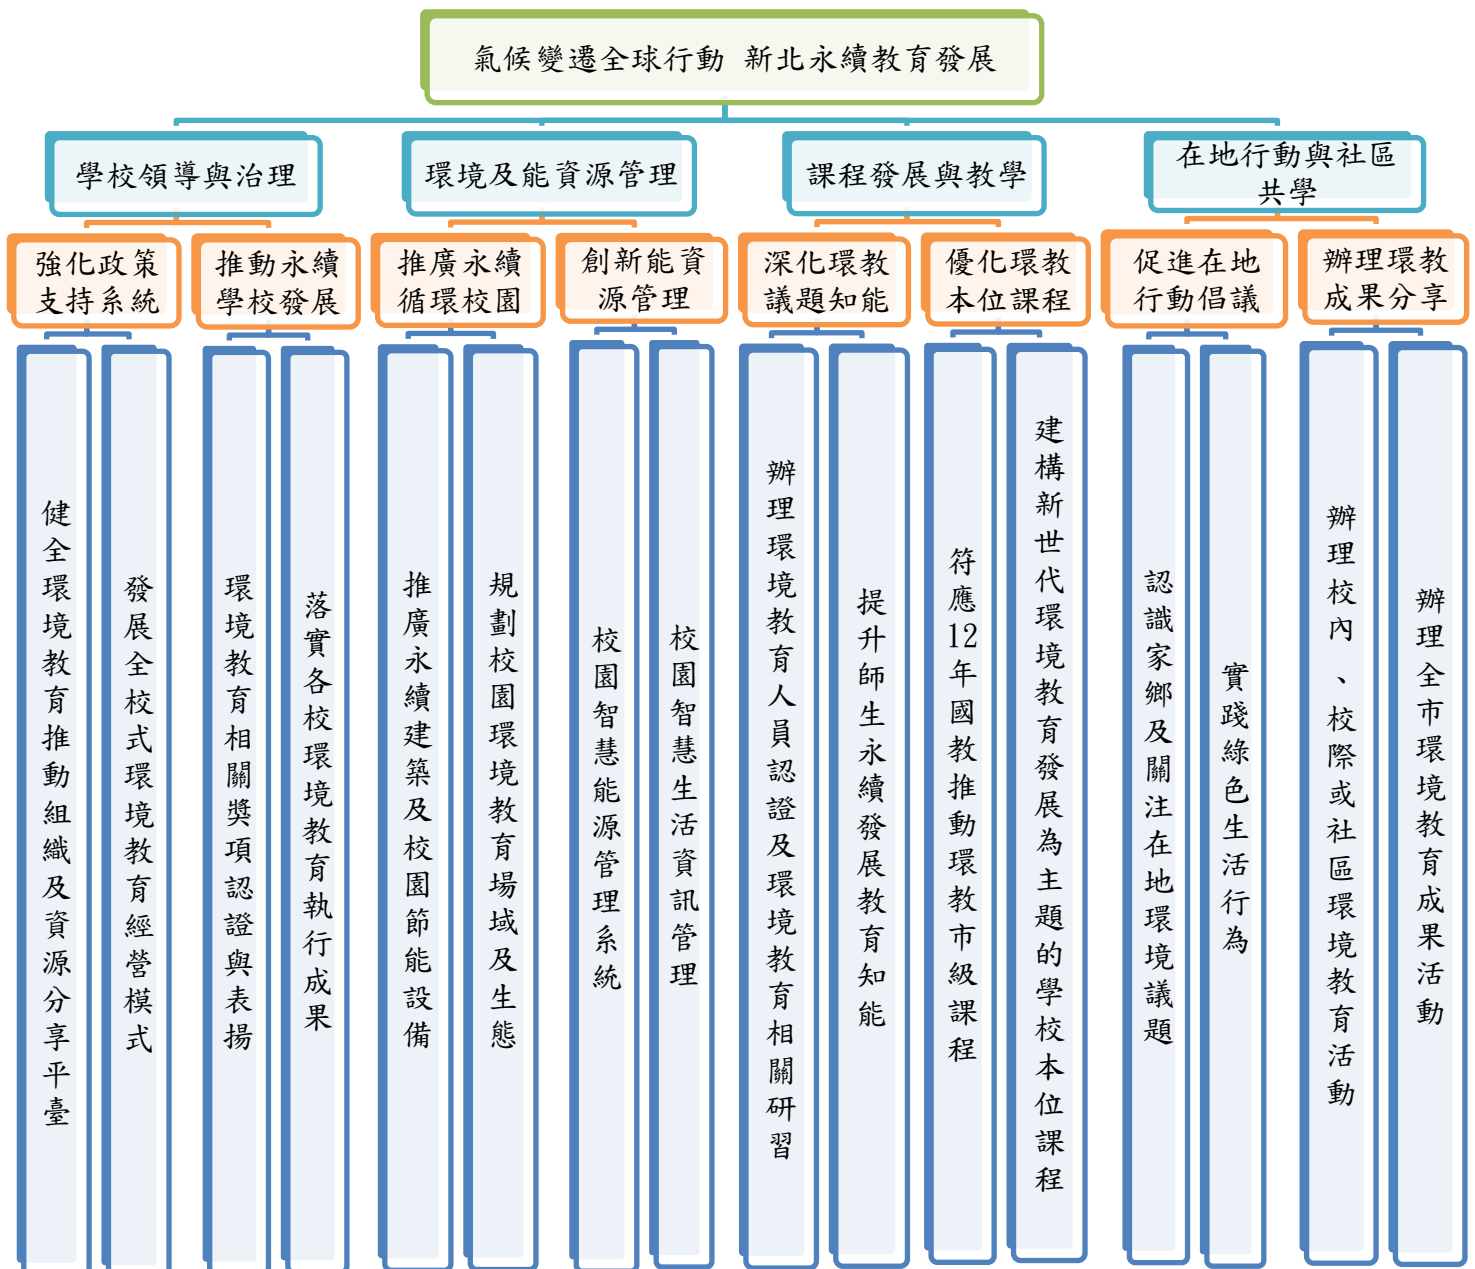 氣候變遷全球行動 新北永續教育發展
學校領導與治理
環境及能資源管理
課程發展與教學
在地行動與社區
共學
強化政策
支持系統
推動永續
學校發展
推廣永續
循環校園
創新能資
源管理
深化環教
議題知能
優化環教
本位課程
促進在地
行動倡議
辦理環教
成果分享
健全環境教育推動組織及資源分享平臺
發展全校式環境教育經營模式
環境教育相關獎項認證與表揚
落實各校環境教育執行成果
推廣永續建築及校園節能設備
規劃校園環境教育場域及生態
校園智慧能源管理系統
校園智慧生活資訊管理
辦理環境教育人員認證及環境教育相關研習
提升師生永續發展教育知能
符應12年國教推動環教市級課程
建構新世代環境教育發展為主題的學校本位課程
認識家鄉及關注在地環境議題
實踐綠色生活行為
辦理校內、校際或社區環境教育活動
辦理全市環境教育成果活動